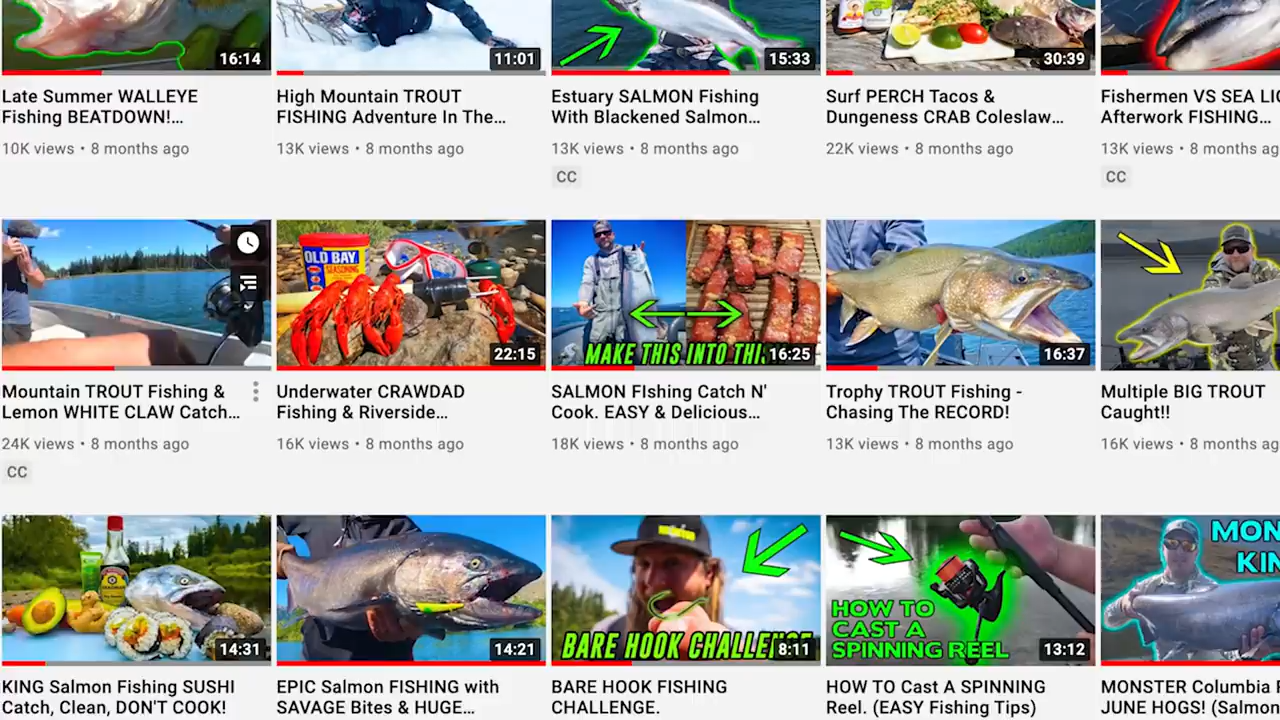 16:14
11:01
15:33
30:39
Late Summer WALLEYE
Fishing BEATDOWN!...
10K views • 8 months ago
High Mountain TROUT
FISHING Adventure In The...
13K views • 8 months ago
Estuary SALMON Fishing
With Blackened Salmon...
13K views • 8 months ago
CC
Surf PERCH Tacos &
Dungeness CRAB Coleslaw...
22K views • 8 months ago
Fishermen VS SEA LIO
Afterwork FISHING...
13K views • 8 months ag
CC
OLD BAY
SEASONING
22:15
MAKE THIS INTO THI
16:25
16:37
Mountain TROUT Fishing &
Lemon WHITE CLAW Catch...
24K views • 8 months ago
CC
Underwater CRAWDAD
Fishing & Riverside...
16K views • 8 months ago
SALMON FIshing Catch N'
Cook. EASY & Delicious...
18K views • 8 months ago
Trophy TROUT Fishing -
Chasing The RECORD!
13K views • 8 months ago
Multiple BIG TROUT
Caught!!
16K views • 8 months ag
14:31
14:21
BARE HOOK CHALLENGE
8:11
HOW TO
CAST A
SPINNING REEL
13:12
MON
KIN
KING Salmon Fishing SUSHI
Catch, Clean, DON'T COOK!
EPIC Salmon FISHING with
SAVAGE Bites & HUGE...
BARE HOOK FISHING
CHALLENGE.
HOW TO Cast A SPINNING
Reel. (EASY Fishing Tips)
MONSTER Columbia
JUNE HOGS! (Salmon